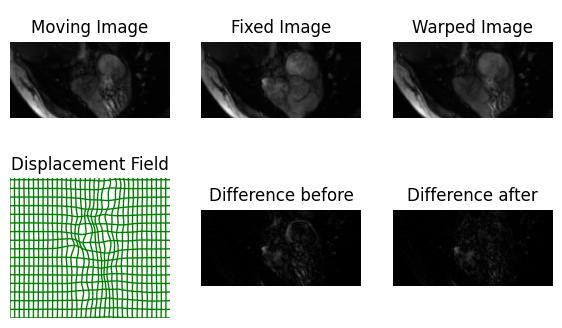 Moving Image
Fixed Image
Warped Image
Displacement Field
Difference before
Difference after